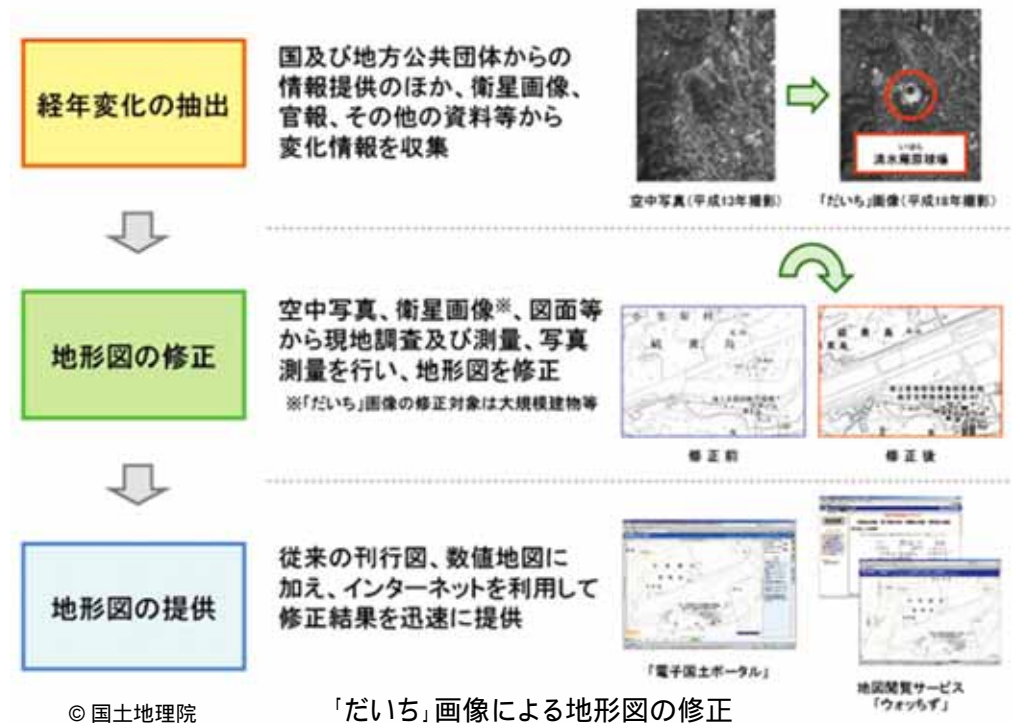 経年変化の抽出
国及び地方公共団体からの
情報提供のほか、衛星画像、
官報、その他の資料等から
変化情報を収集
いはら
清水庵原球場
空中写真(平成13年撮影)
「だいち」画像(平成18年撮影)
地形図の修正
空中写真、衛星画像※、図面等
から現地調査及び測量、写真
測量を行い、地形図を修正
※「だいち」画像の修正対象は大規模建物等
硫黄島
硫黄島
修正前
修正後
地形図の提供
従来の刊行図、数値地図に
加え、インターネットを利用して
修正結果を迅速に提供
「電子国土ポータル」
地図閲覧サービス
「ウォッちず」
© 国土地理院
「だいち」画像による地形図の修正